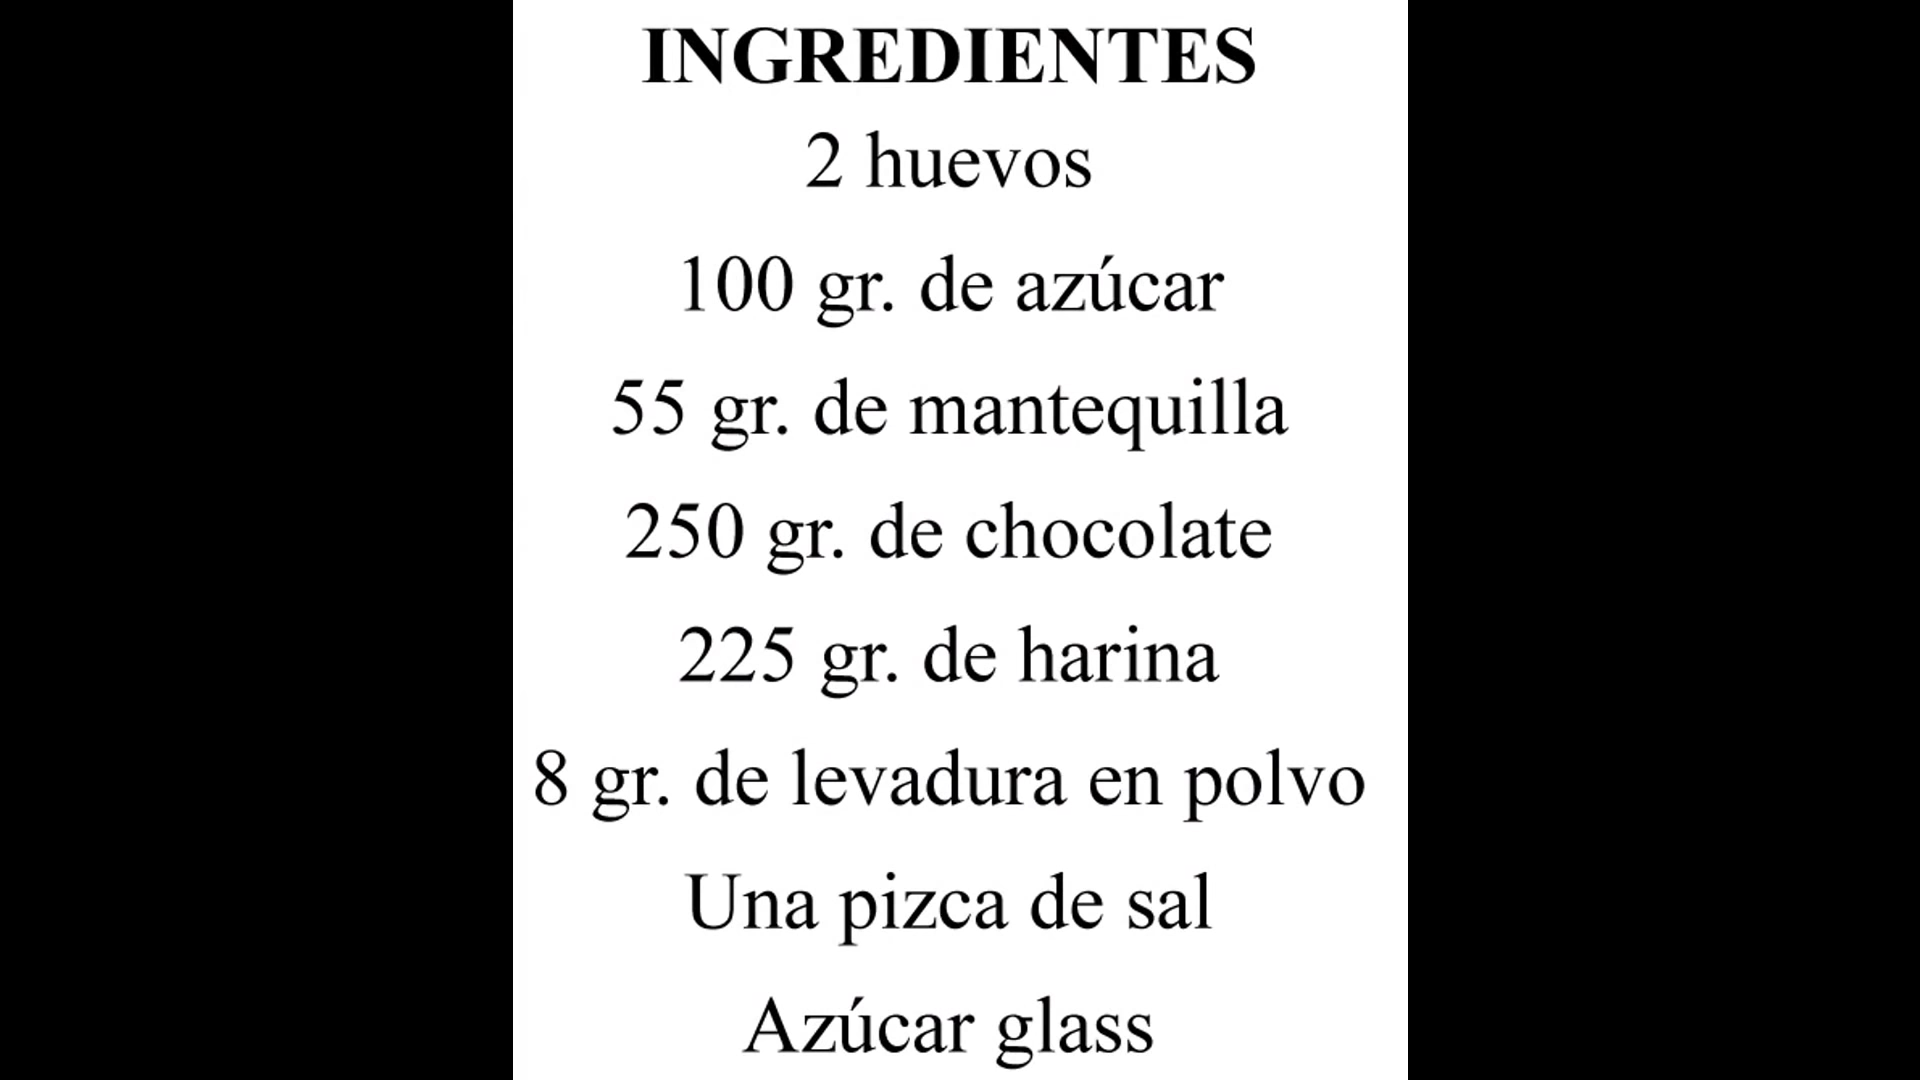 INGREDIENTES
2 huevos
100 gr. de azúcar
55 gr. de mantequilla
250 gr. de chocolate
225 gr. de harina
8 gr. de levadura en polvo
Una pizca de sal
Azúcar glass